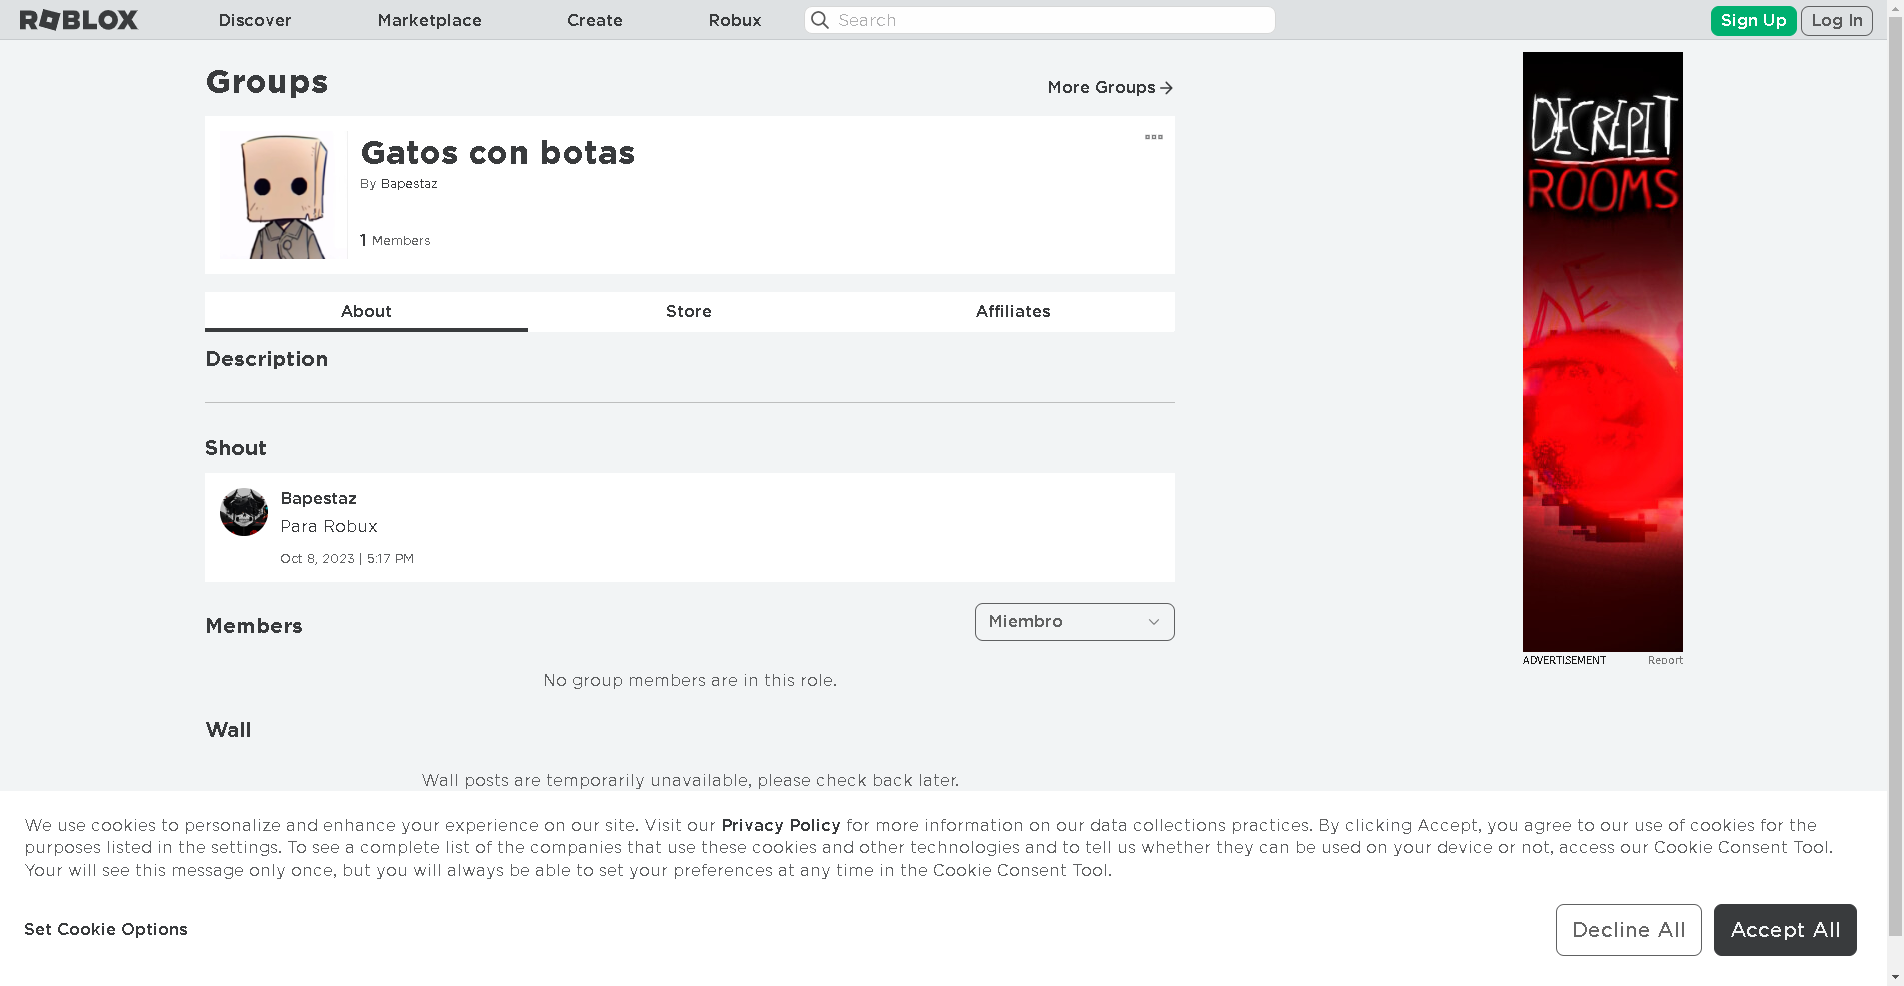 ROBLOX
Discover
Marketplace
Create
Robux
Search
Sign Up
Log In
Groups
More Groups
Gatos con botas
By Bapestaz
1 Members
About
Store
Affiliates
Description
Shout
Bapestaz
Para Robux
Oct 8, 2023 | 5:17 PM
Members
Miembro
No group members are in this role.
Wall
Wall posts are temporarily unavailable, please check back later.
DECREPIT
ROOMS
ADVERTISEMENT
Report
We use cookies to personalize and enhance your experience on our site. Visit our Privacy Policy for more information on our data collections practices. By clicking Accept, you agree to our use of cookies for the
purposes listed in the settings. To see a complete list of the companies that use these cookies and other technologies and to tell us whether they can be used on your device or not, access our Cookie Consent Tool.
Your will see this message only once, but you will always be able to set your preferences at any time in the Cookie Consent Tool.
Set Cookie Options
Decline All
Accept All